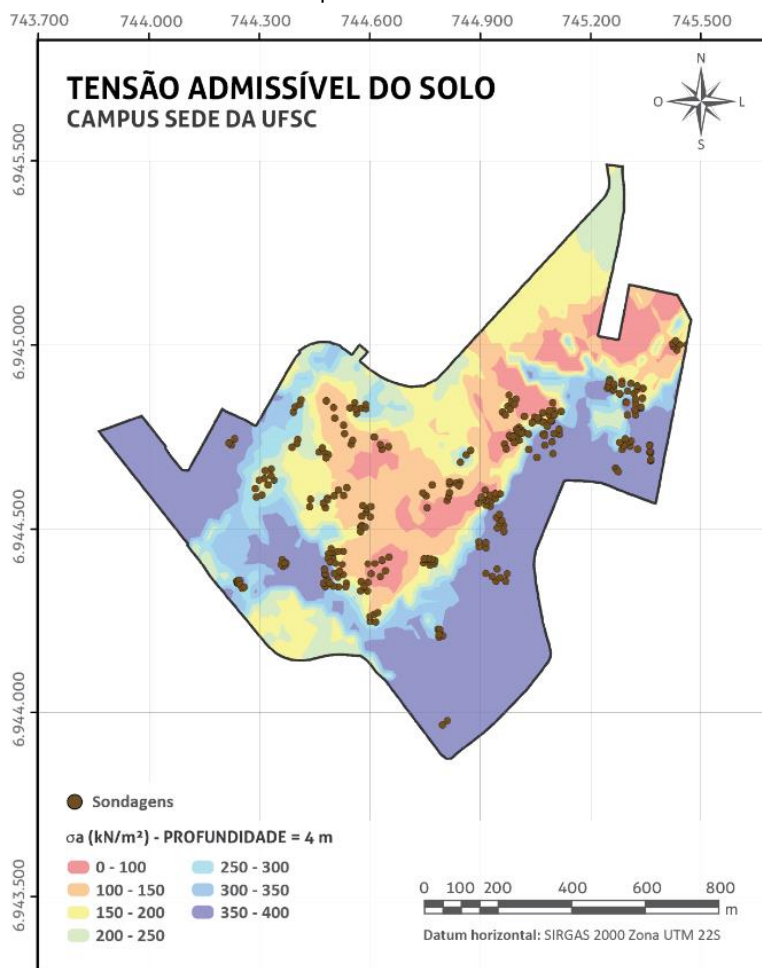 743.700 744.000 744.300 744.600 744.900 745.200 745.500
TENSÃO ADMISSÍVEL DO SOLO
CAMPUS SEDE DA UFSC
N
O L
S
6.945.500
6.945.000
6.944.500
6.944.000
6.943.500
Sondagens
σa (kN/m²) - PROFUNDIDADE = 4 m
0 - 100 250 - 300
100 - 150 300 - 350
150 - 200 350 - 400
200 - 250
0 100 200 400 600 800
m
Datum horizontal: SIRGAS 2000 Zona UTM 22S